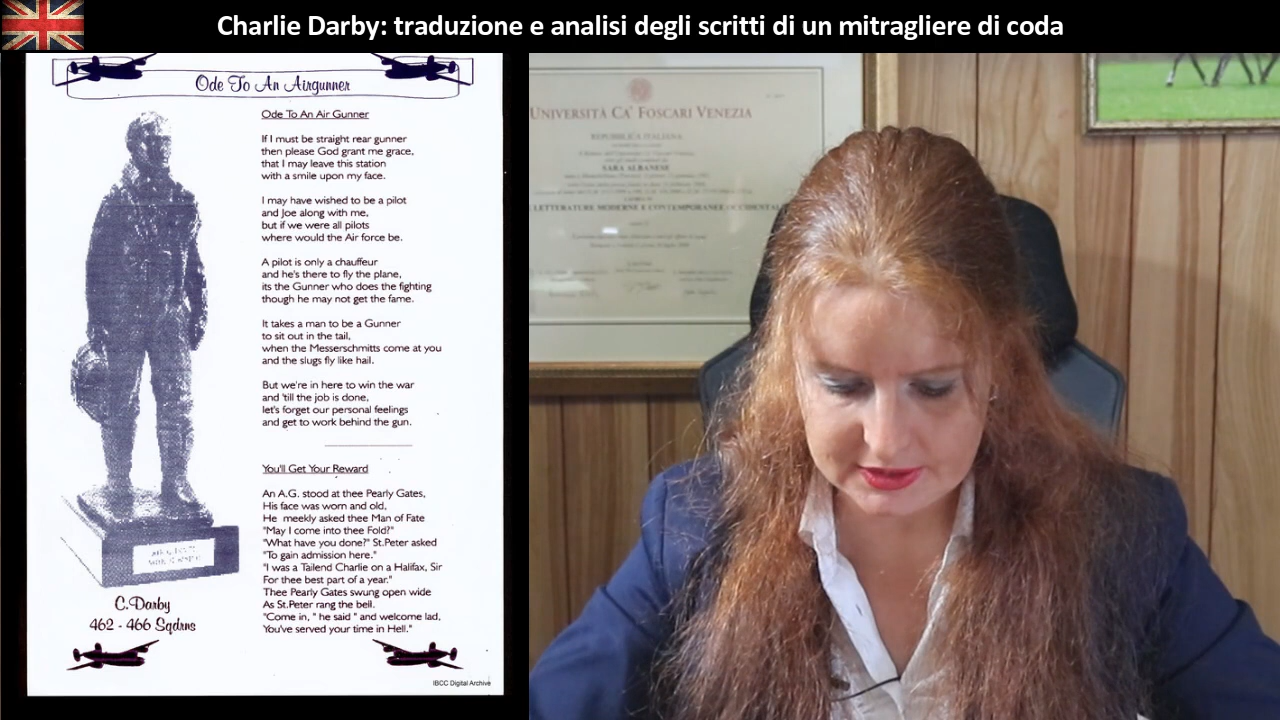 Charlie Darby: traduzione e analisi degli scritti di un mitragliere di coda
Ode To An Airgunner
Ode To An Air Gunner
If I must be straight rear gunner
then please God grant me grace,
that I may leave this station
with a smile upon my face.
I may have wished to be a pilot
and Joe along with me,
but if we were all pilots
where would the Air force be.
A pilot is only a chauffeur
and he's there to fly the plane,
its the Gunner who does the fighting
though he may not get the fame.
It takes a man to be a Gunner
to sit out in the tail,
when the Messerschmitts come at you
and the slugs fly like hail.
But we're in here to win the war
and 'till the job is done,
let's forget our personal feelings
and get to work behind the gun.
You'll Get Your Reward
An A.G. stood at thee Pearly Gates,
His face was worn and old,
He meekly asked thee Man of Fate
"May I come into thee Fold?"
"What have you done?" St.Peter asked
"To gain admission here."
"I was a Tailend Charlie on a Halifax, Sir
For thee best part of a year."
Thee Pearly Gates swung open wide
As St.Peter rang the bell.
"Come in, " he said " and welcome lad,
You've served your time in Hell."
C.Darby
462 - 466 Sqdrns
IBCC Digital Archive
UNIVERSITÀ CA' FOSCARI VENEZIA
REPUBBLICA ITALIANA
SARA ALBANESE
LETTERATURE MODERNE E CONTEMPORANEE OCCIDENTALI